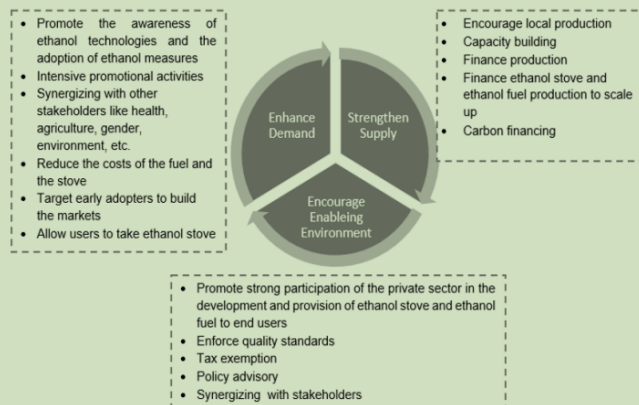 • Promote the awareness of
ethanol technologies and the
adoption of ethanol measures
• Intensive promotional activities
• Synergizing with other
stakeholders like health,
agriculture, gender,
environment, etc.
• Reduce the costs of the fuel and
the stove
• Target early adopters to build
the markets
• Allow users to take ethanol stove
Enhance
Demand
Strengthen
Supply
Encourage
Enableing
Environment
• Encourage local production
• Capacity building
• Finance production
• Finance ethanol stove and
ethanol fuel production to scale
up
• Carbon financing
• Promote strong participation of the private sector in the
development and provision of ethanol stove and ethanol
fuel to end users
• Enforce quality standards
• Tax exemption
• Policy advisory
• Synergizing with stakeholders